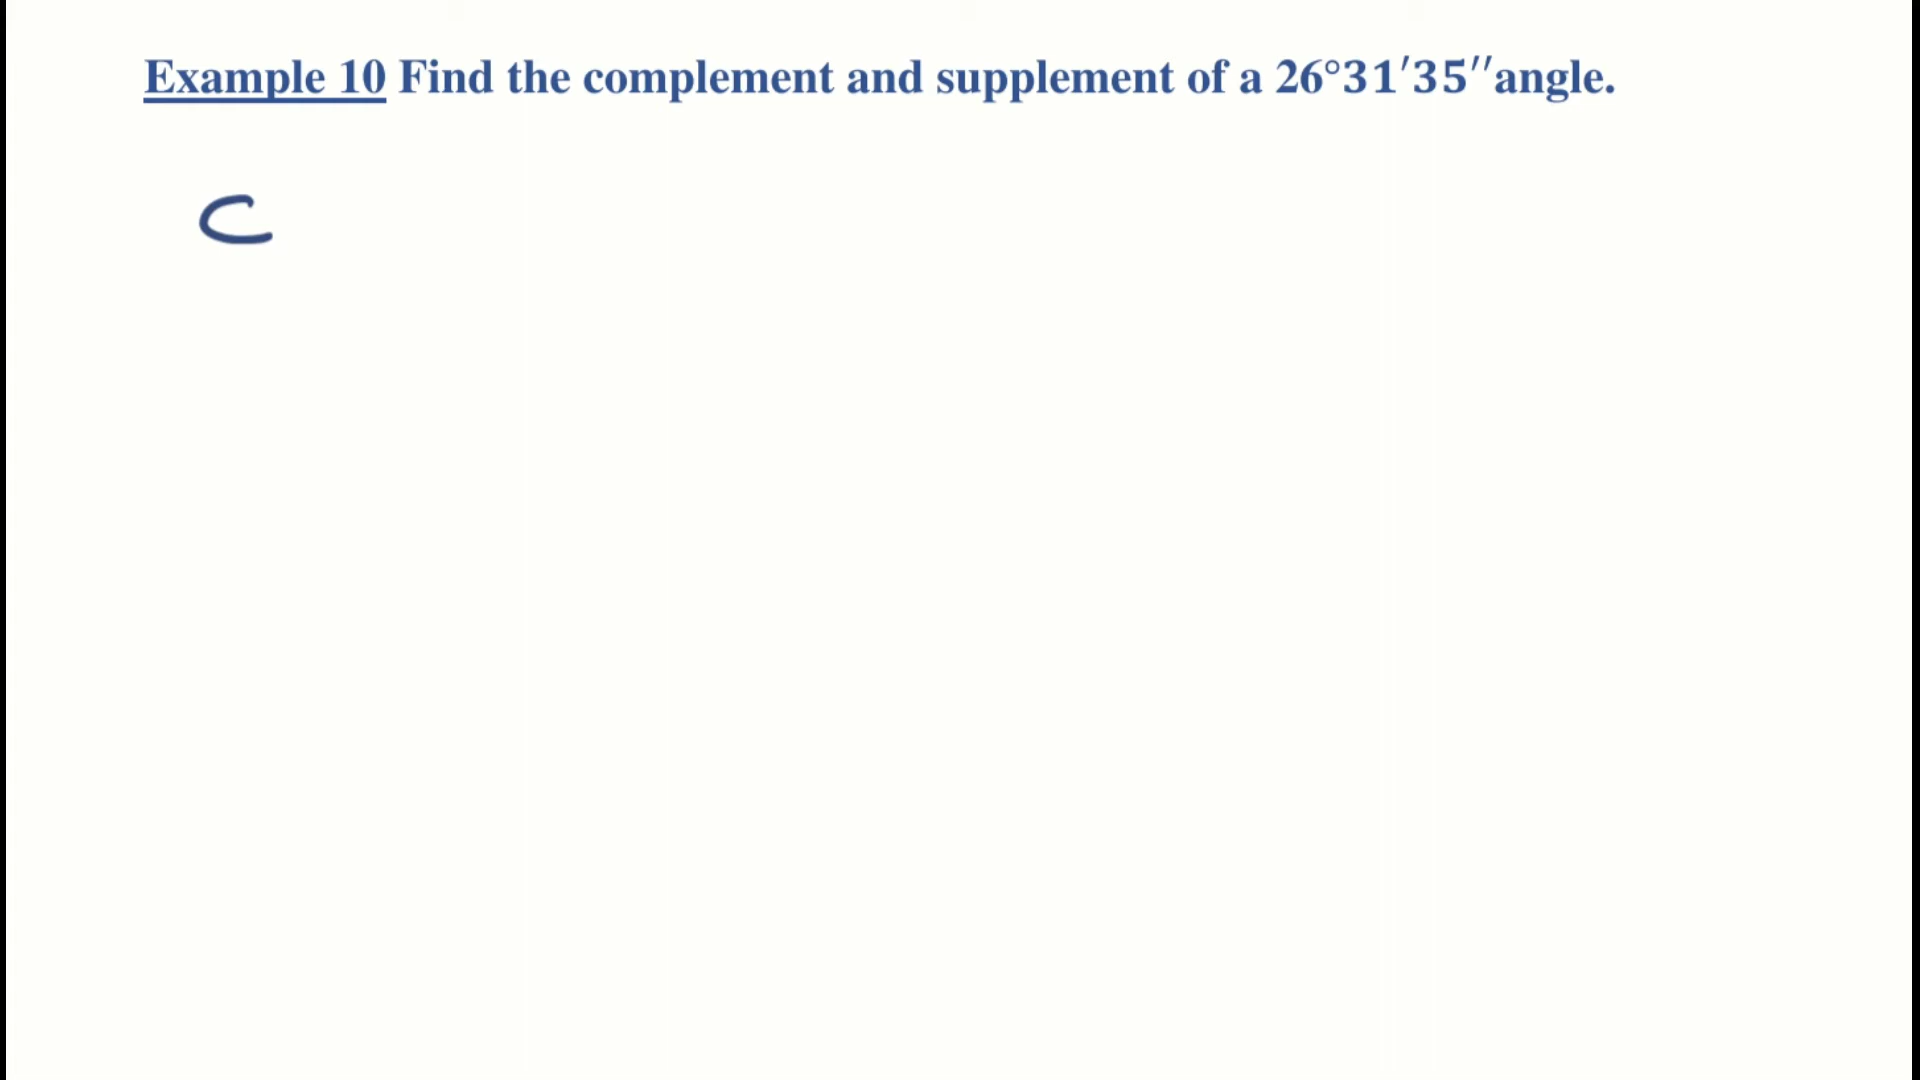 Example 10 Find the complement and supplement of a 26°31′35′′angle.
C